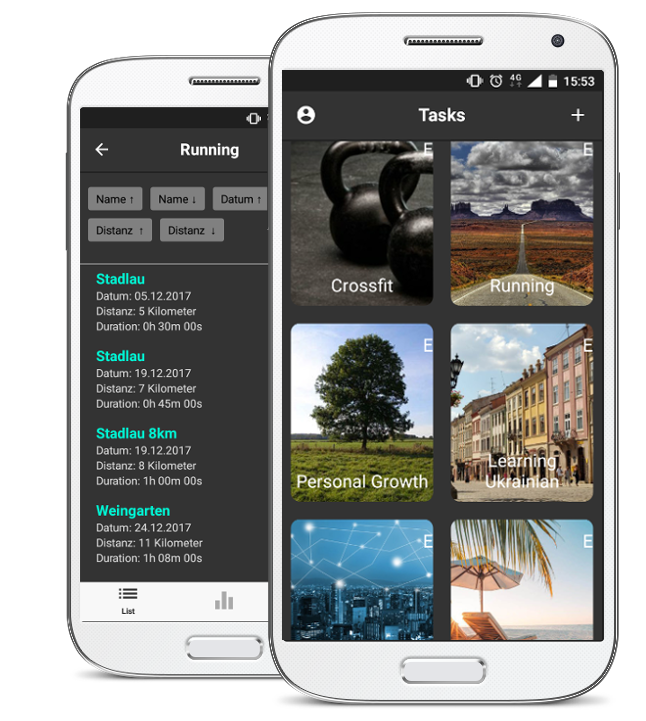 Running
Name ↑
Name ↓
Datum ↑
Distanz ↑
Distanz ↓
Stadlau
Datum: 05.12.2017
Distanz: 5 Kilometer
Duration: 0h 30m 00s
Stadlau
Datum: 19.12.2017
Distanz: 7 Kilometer
Duration: 0h 45m 00s
Stadlau 8km
Datum: 19.12.2017
Distanz: 8 Kilometer
Duration: 1h 00m 00s
Weingarten
Datum: 24.12.2017
Distanz: 11 Kilometer
Duration: 1h 08m 00s
List
4G 15:53
Tasks +
E
Crossfit
E
Running
E
Personal Growth
E
Learning
Ukrainian
E
E